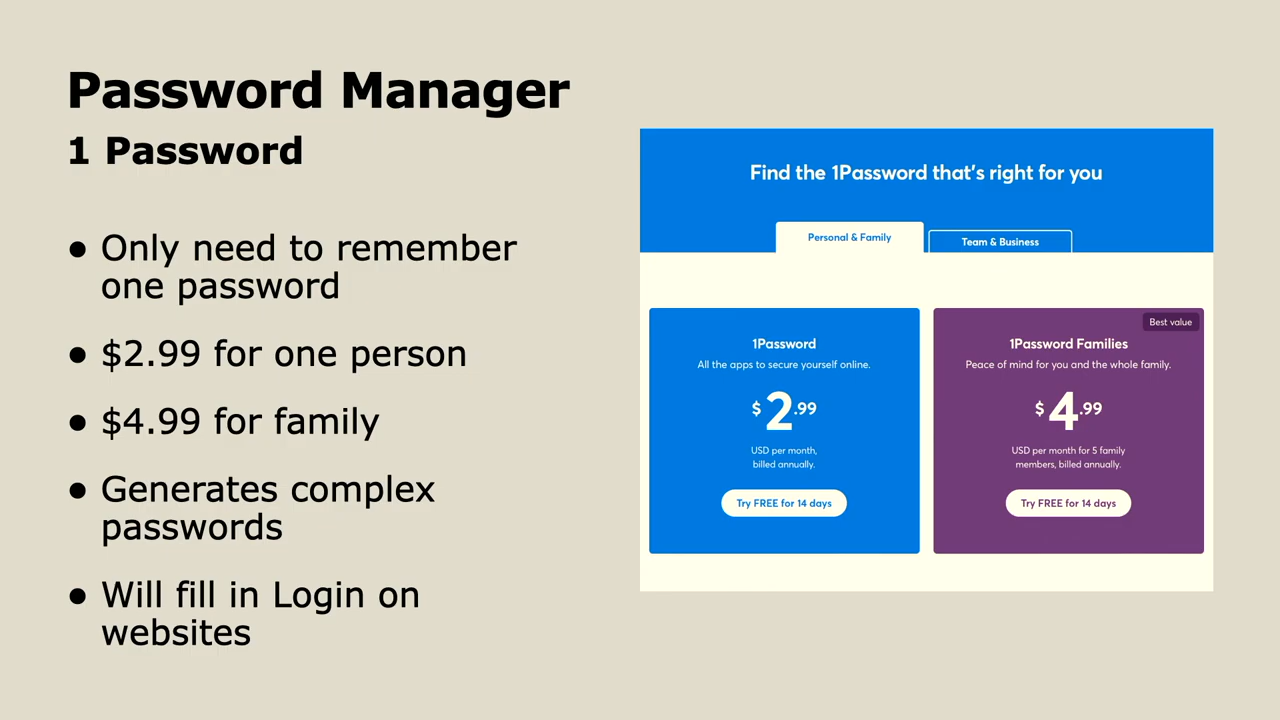 Password Manager
1 Password
● Only need to remember
one password
● $2.99 for one person
● $4.99 for family
● Generates complex
passwords
● Will fill in Login on
websites
Find the 1Password that's right for you
Personal & Family
Team & Business
1Password
All the apps to secure yourself online.
$2.99
USD per month,
billed annually.
Try FREE for 14 days
Best value
1Password Families
Peace of mind for you and the whole family.
$4.99
USD per month for 5 family
members, billed annually.
Try FREE for 14 days